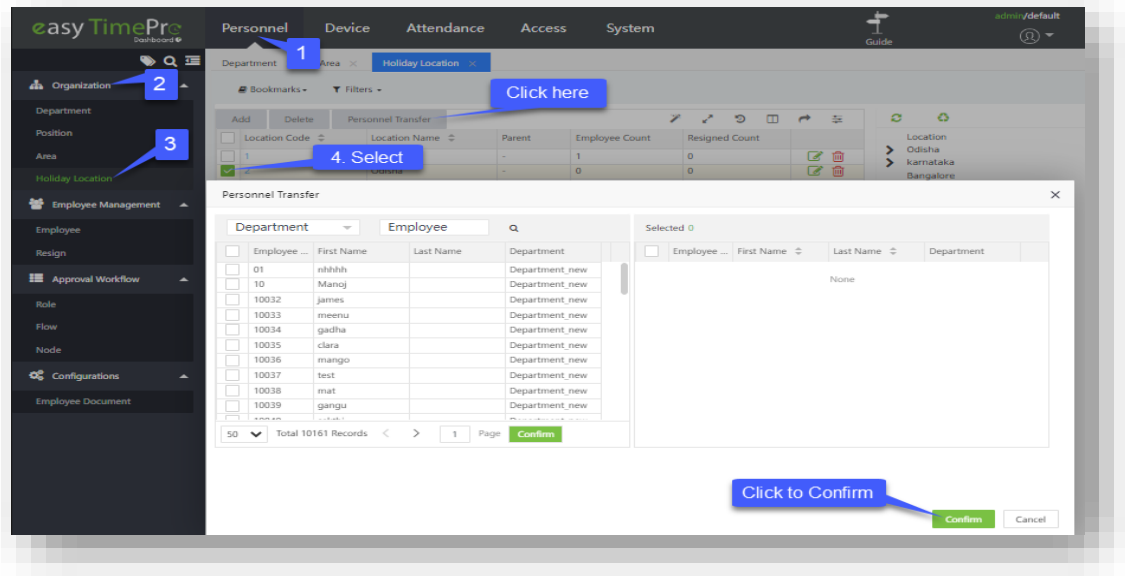 easy TimePro
Dashboard
Personnel Device Attendance Access System
Guide
admin/default
1
Department Area × Holiday Location ×
Organization
2
Bookmarks Filters
Click here
Department
Add Delete Personnel Transfer
Position
Location Code Location Name Parent Employee Count Resigned Count
Location
3
Area
1 - 1 0
Odisha
4. Select
karnataka
Holiday Location
2 Odisha - 0 0
Bangalore
Personnel Transfer
Employee Management
Department Employee
Selected 0
Employee
Employee ... First Name Last Name Department
Employee ... First Name Last Name Department
Resign
01 nhhhh Department_new
None
10 Manoj Department_new
Approval Workflow
10032 james Department_new
Role
10033 meenu Department_new
Flow
10034 gadha Department_new
Node
10035 clara Department_new
10036 mango Department_new
Configurations
10037 test Department_new
10038 mat Department_new
Employee Document
10039 gangu Department_new
50 Total 10161 Records < > 1 Page Confirm
Click to Confirm
Confirm Cancel